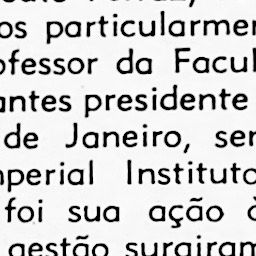 os particularmen
ofessor da Facul
antes presidente
de Janeiro, ser
mperial Instituto
foi sua ação à
gestão surgiram